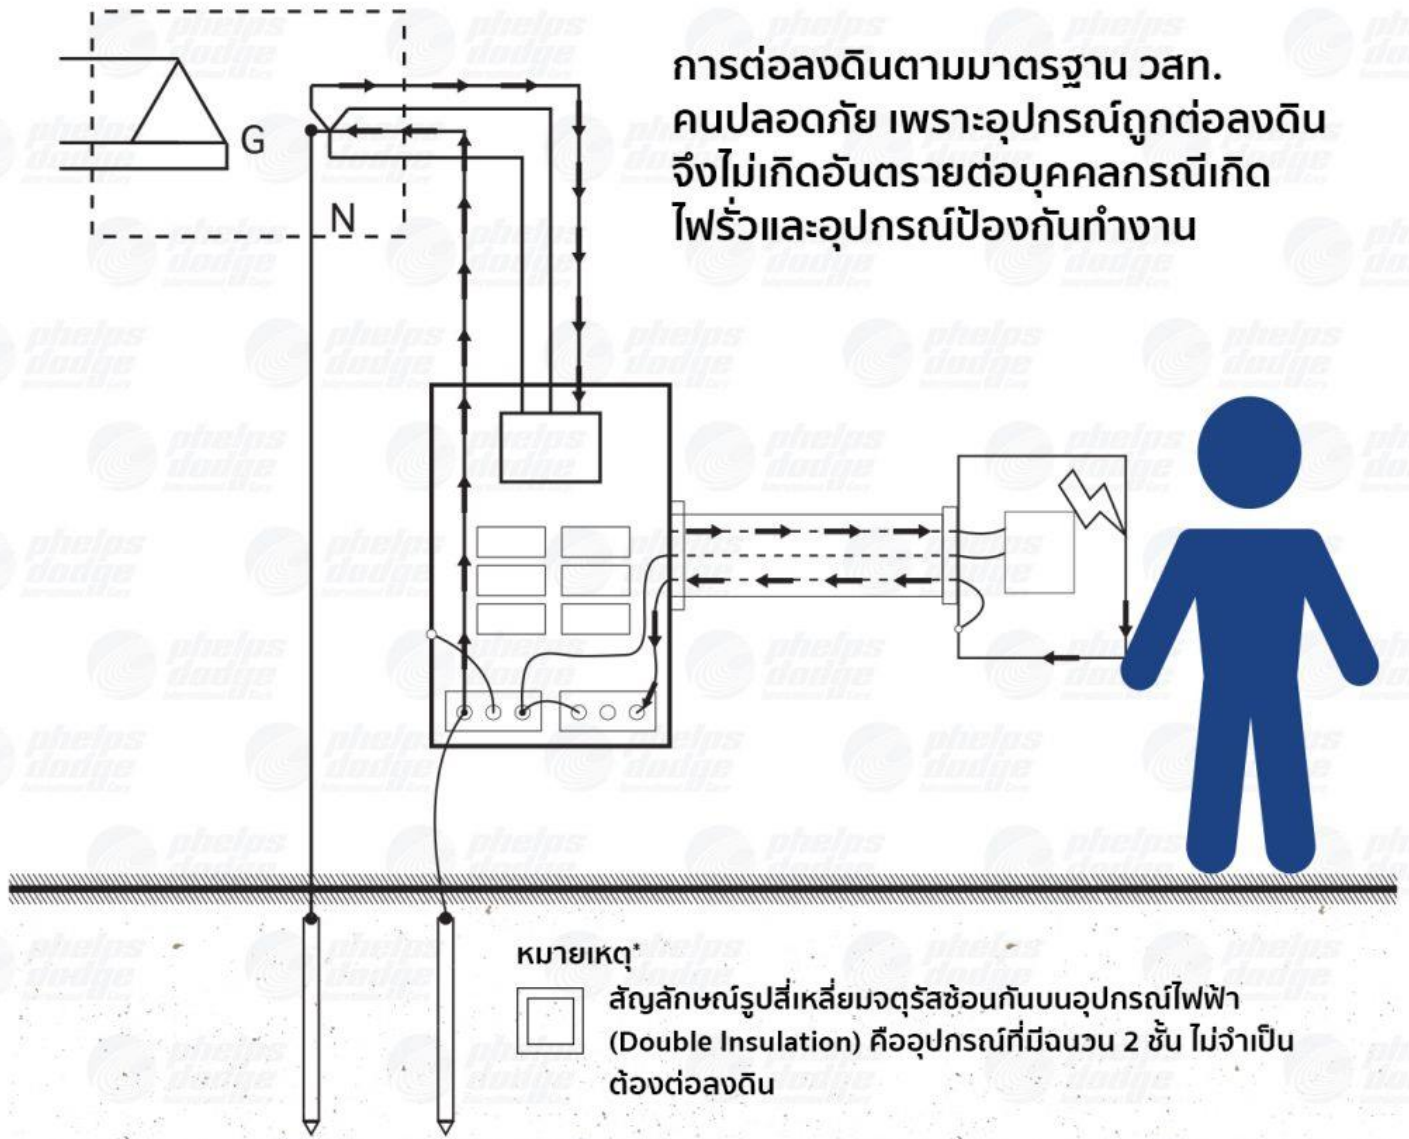 การต่อลงดินตามมาตรฐาน วสท.
คนปลอดภัย เพราะอุปกรณ์ถูกต่อลงดิน
จึงไม่เกิดอันตรายต่อบุคคลกรณีเกิด
ไฟรั่วและอุปกรณ์ป้องกันทำงาน
G
N
หมายเหตุ*
สัญลักษณ์รูปสี่เหลี่ยมจตุรัสซ้อนกันบนอุปกรณ์ไฟฟ้า
(Double Insulation) คืออุปกรณ์ที่มีฉนวน 2 ชั้น ไม่จำเป็น
ต้องต่อลงดิน
phelps
dodge